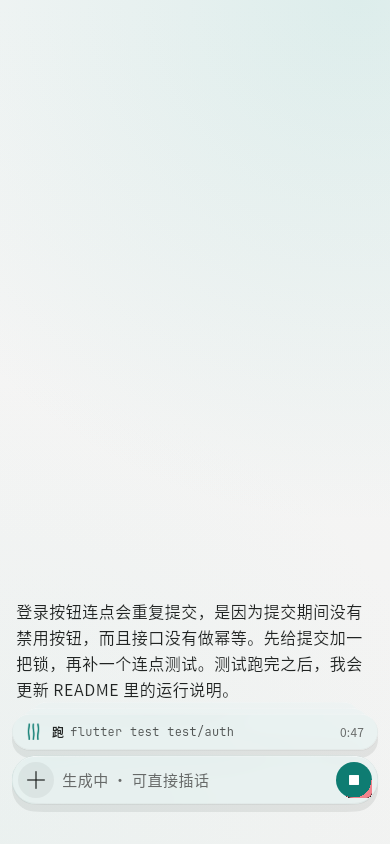 登录按钮连点会重复提交，是因为提交期间没有
禁用按钮，而且接口没有做幂等。先给提交加一
把锁，再补一个连点测试。测试跑完之后，我会
更新 README 里的运行说明。
跑 flutter test test/auth 0:47
生成中 · 可直接插话